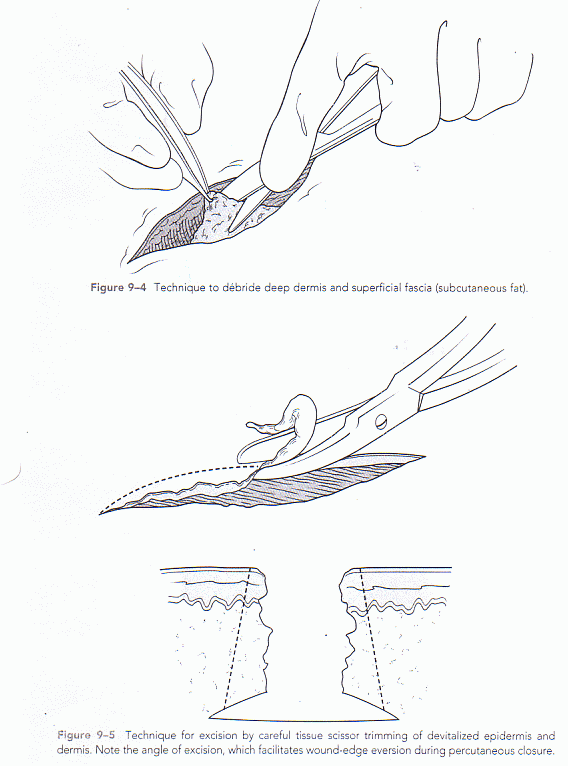 Figure 9–4 Technique to débride deep dermis and superficial fascia (subcutaneous fat).
Figure 9–5 Technique for excision by careful tissue scissor trimming of devitalized epidermis and
dermis. Note the angle of excision, which facilitates wound-edge eversion during percutaneous closure.